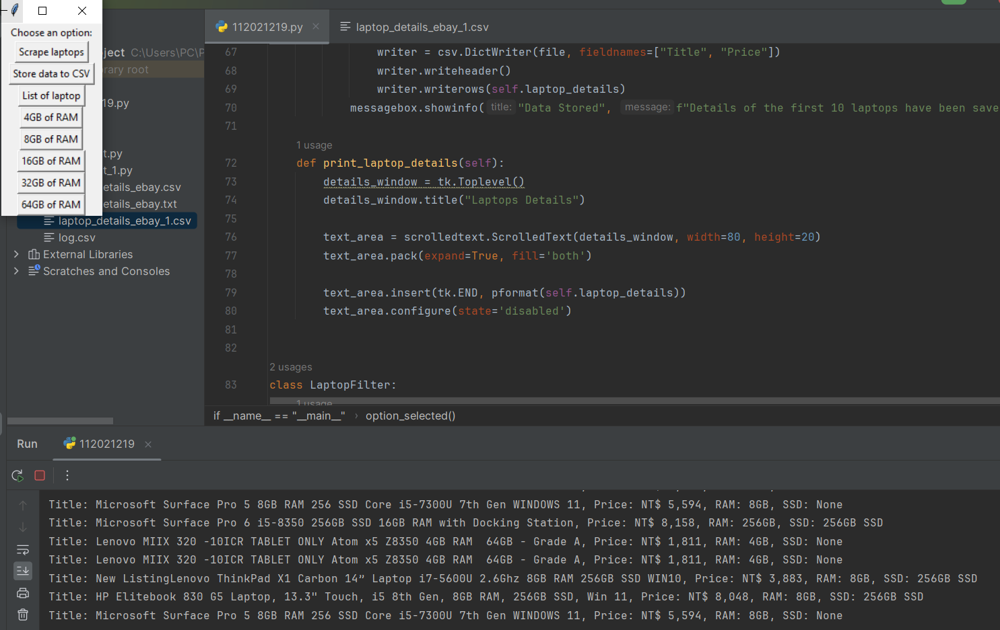 Choose an option:
Scrape laptops
Store data to CSV
List of laptop
4GB of RAM
8GB of RAM
16GB of RAM
32GB of RAM
64GB of RAM
ject C:\Users\PC\P
rary root
19.py
t.py
t_1.py
etails_ebay.csv
etails_ebay.txt
laptop_details_ebay_1.csv
log.csv
External Libraries
Scratches and Consoles
112021219.py
laptop_details_ebay_1.csv
67 writer = csv.DictWriter(file, fieldnames=["Title", "Price"])
68 writer.writeheader()
69 writer.writerows(self.laptop_details)
70 messagebox.showinfo( title: "Data Stored", message: f"Details of the first 10 laptops have been save
71
1 usage
72 def print_laptop_details(self):
73 details_window = tk.Toplevel()
74 details_window.title("Laptops Details")
75
76 text_area = scrolledtext.ScrolledText(details_window, width=80, height=20)
77 text_area.pack(expand=True, fill='both')
78
79 text_area.insert(tk.END, pformat(self.laptop_details))
80 text_area.configure(state='disabled')
81
82
2 usages
83 class LaptopFilter:
1 usage
if __name__ == "__main__" › option_selected()
Run 112021219
Title: Microsoft Surface Pro 5 8GB RAM 256 SSD Core i5-7300U 7th Gen WINDOWS 11, Price: NT$ 5,594, RAM: 8GB, SSD: None
Title: Microsoft Surface Pro 6 i5-8350 256GB SSD 16GB RAM with Docking Station, Price: NT$ 8,158, RAM: 256GB, SSD: 256GB SSD
Title: Lenovo MIIX 320 -10ICR TABLET ONLY Atom x5 Z8350 4GB RAM  64GB - Grade A, Price: NT$ 1,811, RAM: 4GB, SSD: None
Title: Lenovo MIIX 320 -10ICR TABLET ONLY Atom x5 Z8350 4GB RAM  64GB - Grade A, Price: NT$ 1,811, RAM: 4GB, SSD: None
Title: New ListingLenovo ThinkPad X1 Carbon 14” Laptop i7-5600U 2.6Ghz 8GB RAM 256GB SSD WIN10, Price: NT$ 3,883, RAM: 8GB, SSD: 256GB SSD
Title: HP Elitebook 830 G5 Laptop, 13.3" Touch, i5 8th Gen, 8GB RAM, 256GB SSD, Win 11, Price: NT$ 8,048, RAM: 8GB, SSD: 256GB SSD
Title: Microsoft Surface Pro 5 8GB RAM 256 SSD Core i5-7300U 7th Gen WINDOWS 11, Price: NT$ 5,594, RAM: 8GB, SSD: None